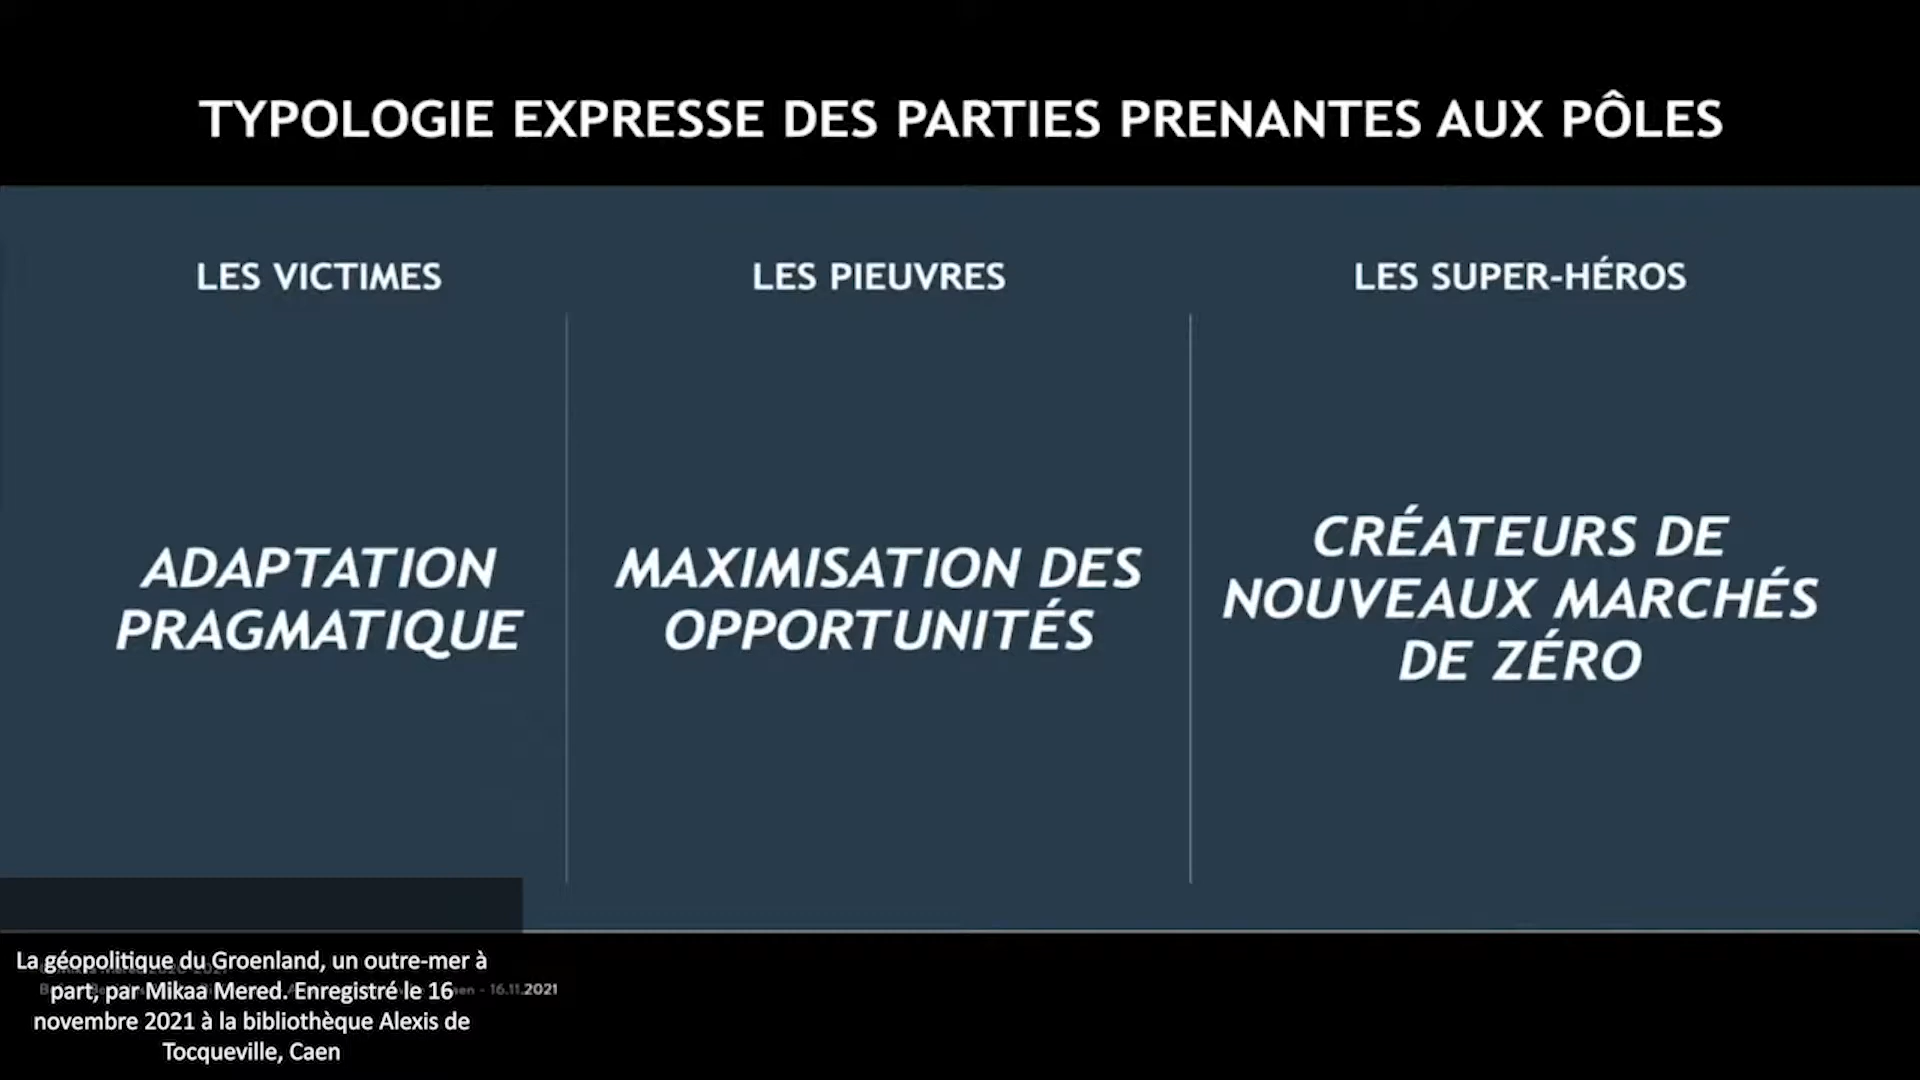 TYPOLOGIE EXPRESSE DES PARTIES PRENANTES AUX PÔLES
LES VICTIMES
ADAPTATION
PRAGMATIQUE
LES PIEUVRES
MAXIMISATION DES
OPPORTUNITÉS
LES SUPER-HÉROS
CRÉATEURS DE
NOUVEAUX MARCHÉS
DE ZÉRO
La géopolitique du Groenland, un outre-mer à
part, par Mikaa Mered. Enregistré le 16
novembre 2021 à la bibliothèque Alexis de
Tocqueville, Caen
- 16.11.2021